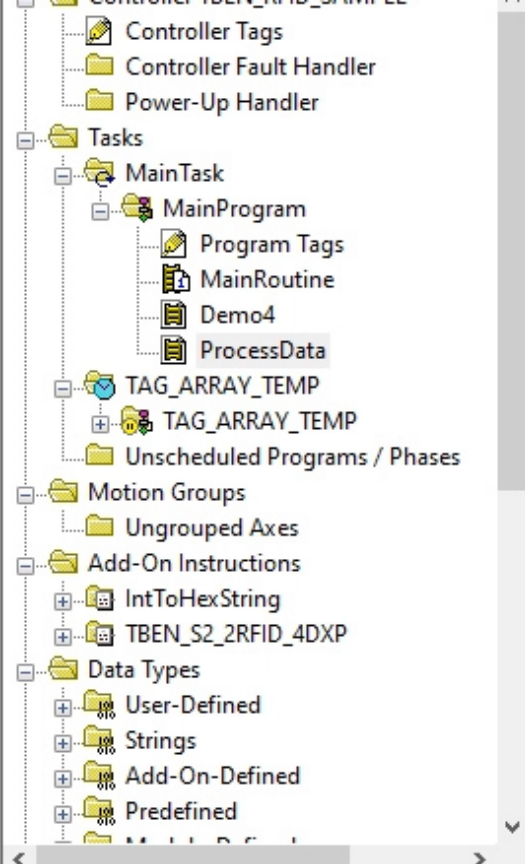 Controller TBEN_RFID_SAMPLE
Controller Tags
Controller Fault Handler
Power-Up Handler
Tasks
MainTask
MainProgram
Program Tags
MainRoutine
Demo4
ProcessData
TAG_ARRAY_TEMP
TAG_ARRAY_TEMP
Unscheduled Programs / Phases
Motion Groups
Ungrouped Axes
Add-On Instructions
IntToHexString
TBEN_S2_2RFID_4DXP
Data Types
User-Defined
Strings
Add-On-Defined
Predefined